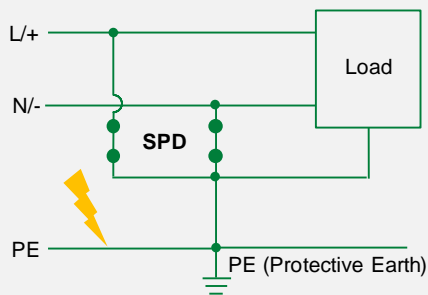 L/+
Load
N/-
SPD
PE
PE (Protective Earth)